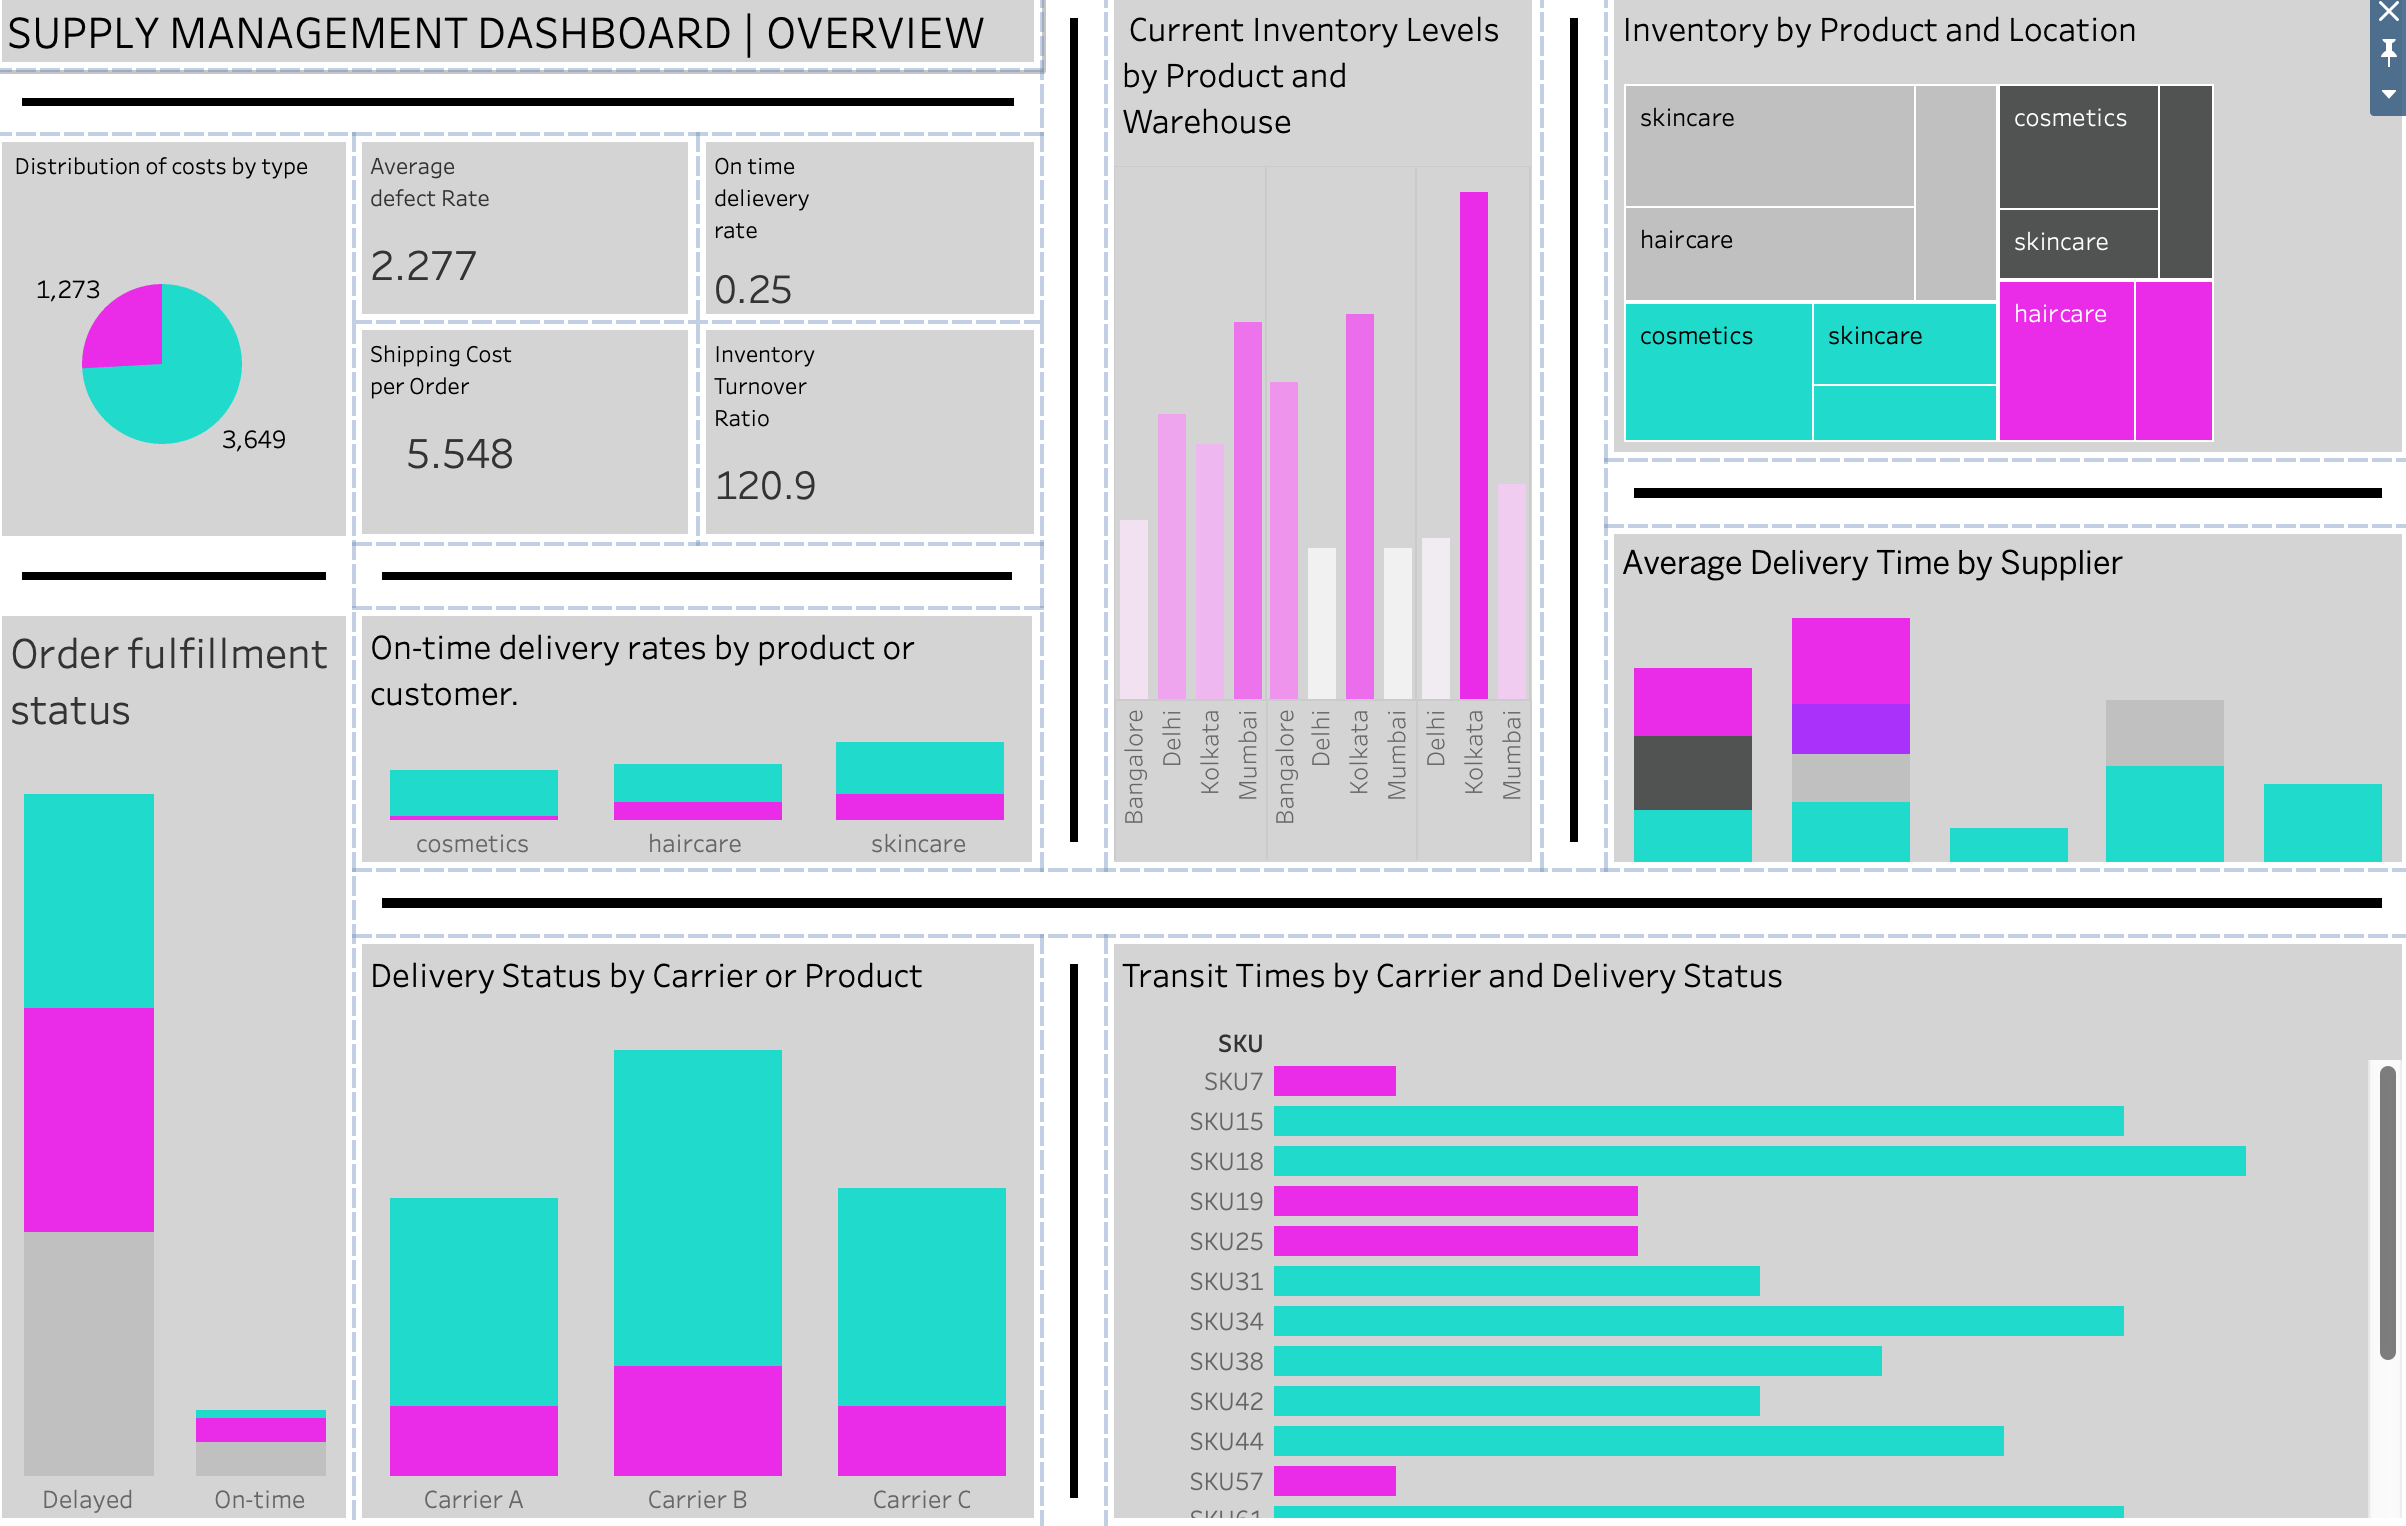 SUPPLY MANAGEMENT DASHBOARD | OVERVIEW
Distribution of costs by type
1,273
3,649
Average
defect Rate
2.277
On time
delievery
rate
0.25
Shipping Cost
per Order
5.548
Inventory
Turnover
Ratio
120.9
Order fulfillment
status
Delayed
On-time
On-time delivery rates by product or
customer.
cosmetics
haircare
skincare
Current Inventory Levels
by Product and
Warehouse
Bangalore
Delhi
Kolkata
Mumbai
Bangalore
Delhi
Kolkata
Mumbai
Delhi
Kolkata
Mumbai
Inventory by Product and Location
skincare
haircare
cosmetics
skincare
cosmetics
skincare
haircare
Average Delivery Time by Supplier
Delivery Status by Carrier or Product
Carrier A
Carrier B
Carrier C
Transit Times by Carrier and Delivery Status
SKU
SKU7
SKU15
SKU18
SKU19
SKU25
SKU31
SKU34
SKU38
SKU42
SKU44
SKU57
SKU61